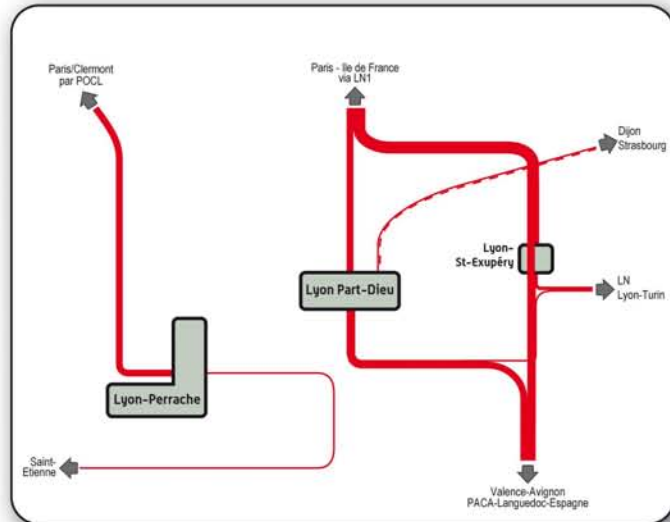 Paris/Clermont
par POCL
Paris - Ile de France
via LN1
Dijon
Strasbourg
Lyon-
St-Exupéry
Lyon Part-Dieu
LN
Lyon-Turin
Lyon-Perrache
Saint-
Etienne
Valence-Avignon
PACA-Languedoc-Espagne